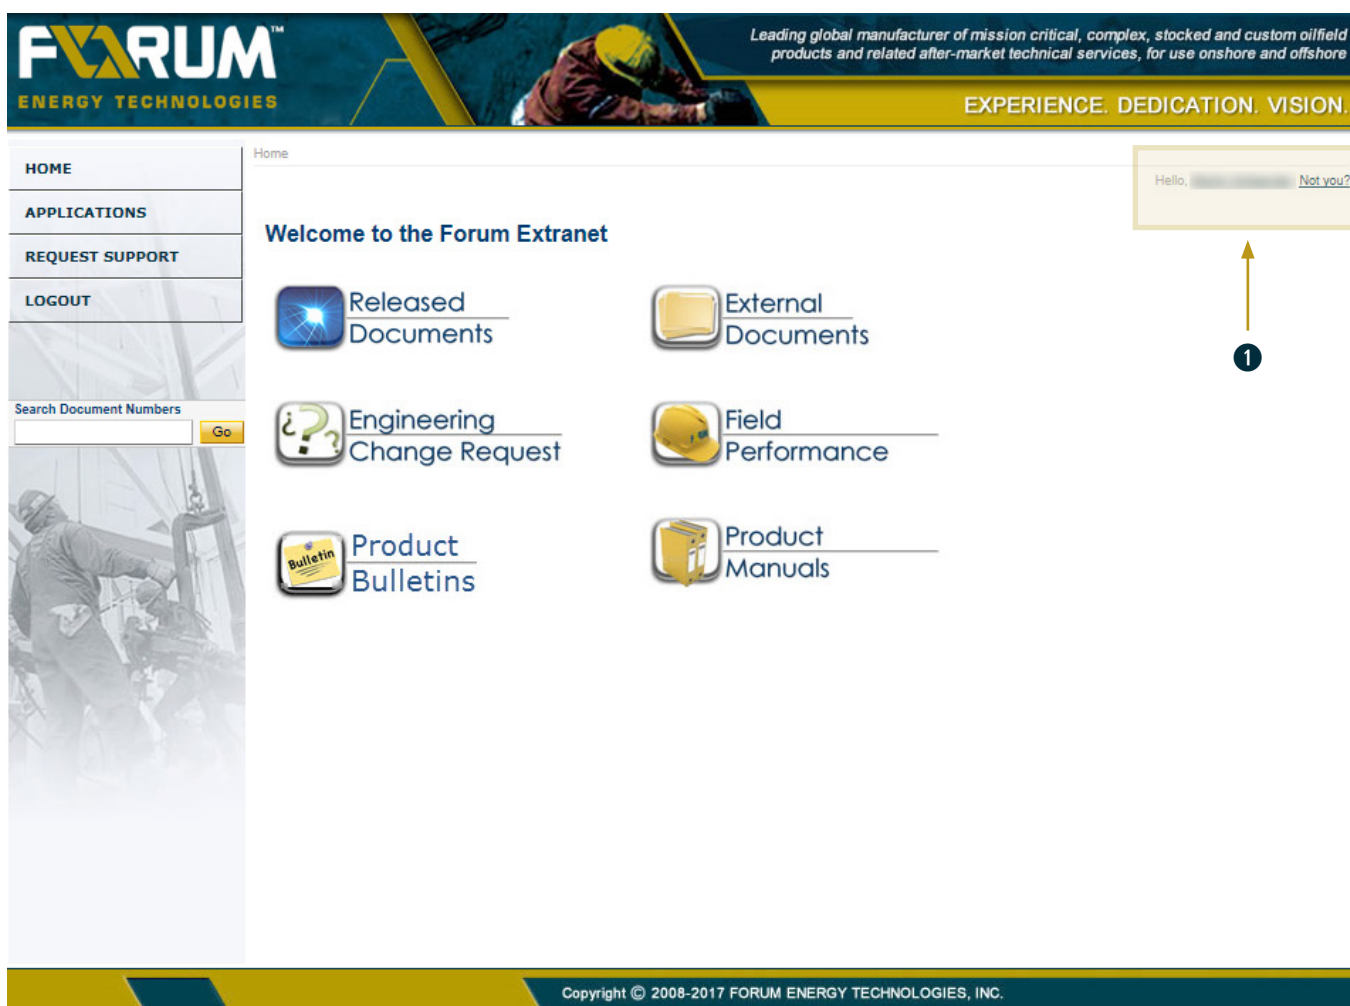 FORUM™
ENERGY TECHNOLOGIES
Leading global manufacturer of mission critical, complex, stocked and custom oilfield
products and related after-market technical services, for use onshore and offshore
EXPERIENCE. DEDICATION. VISION.
HOME
APPLICATIONS
REQUEST SUPPORT
LOGOUT
Search Document Numbers
Go
Home
Hello, Not you?
Welcome to the Forum Extranet
Released
Documents
External
Documents
Engineering
Change Request
Field
Performance
Bulletin
Product
Bulletins
Product
Manuals
1
Copyright © 2008-2017 FORUM ENERGY TECHNOLOGIES, INC.